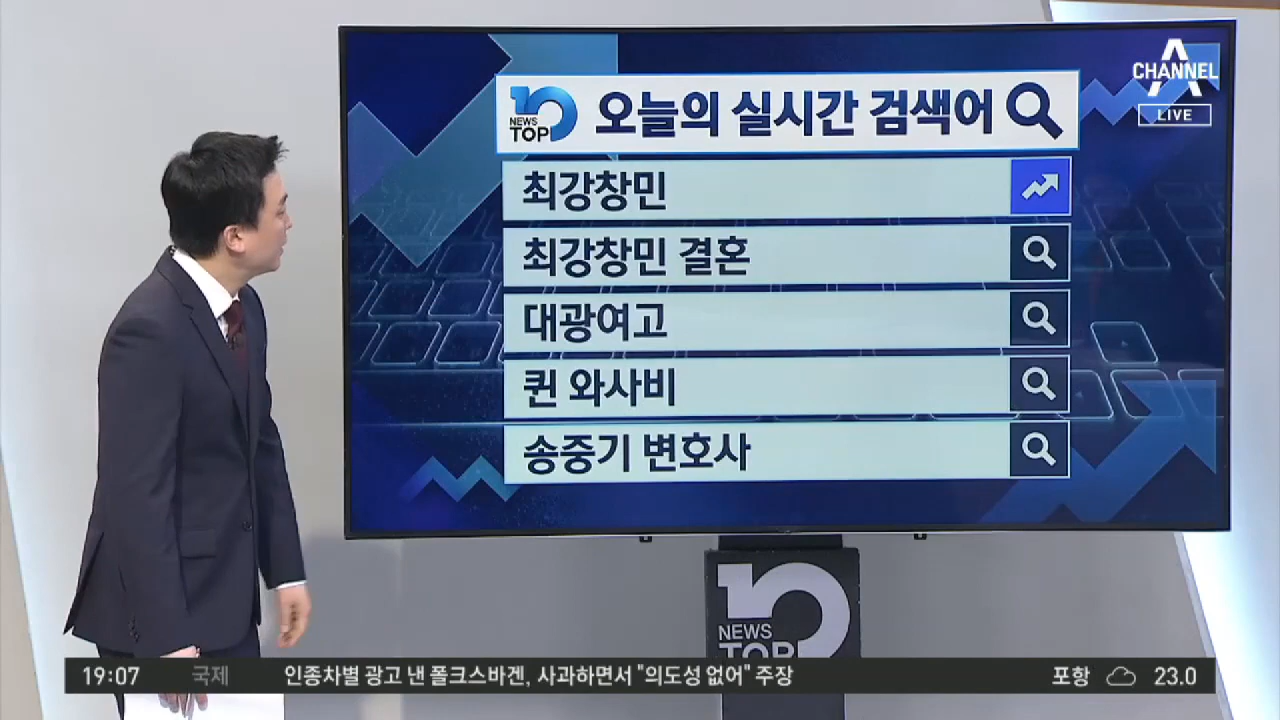 CHANNEL A
LIVE
NEWS TOP10 오늘의 실시간 검색어
최강창민
최강창민 결혼
대광여고
퀸 와사비
송중기 변호사
10
NEWS
TOP
19:07 국제 인종차별 광고 낸 폴크스바겐, 사과하면서 "의도성 없어" 주장 포항 23.0